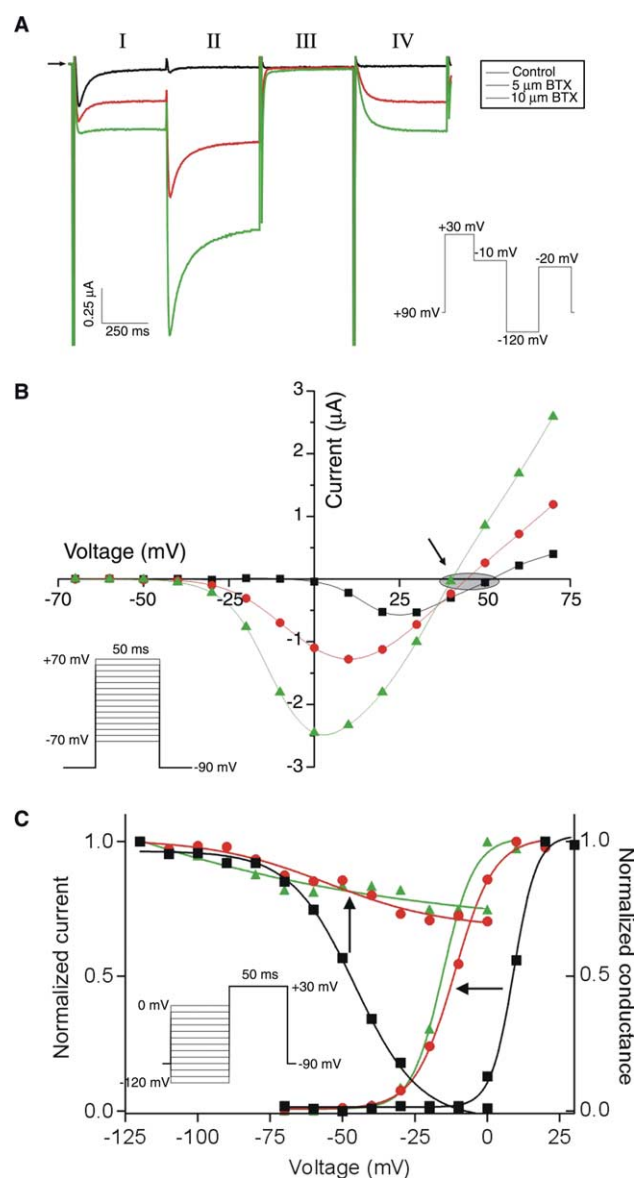 A
I II III IV
Control
5 µm BTX
10 µm BTX
0.25 µA
250 ms
+30 mV
-10 mV
-20 mV
+90 mV
-120 mV
B
3
2
1
-1
-2
-3
Current (µA)
Voltage (mV)
-70 -50 -25 25 50 75
50 ms
+70 mV
-70 mV
-90 mV
C
1.0
0.5
0.0
Normalized current
1.0
0.5
0.0
Normalized conductance
50 ms
+30 mV
0 mV
-90 mV
-120 mV
-125 -100 -75 -50 -25 0 25
Voltage (mV)